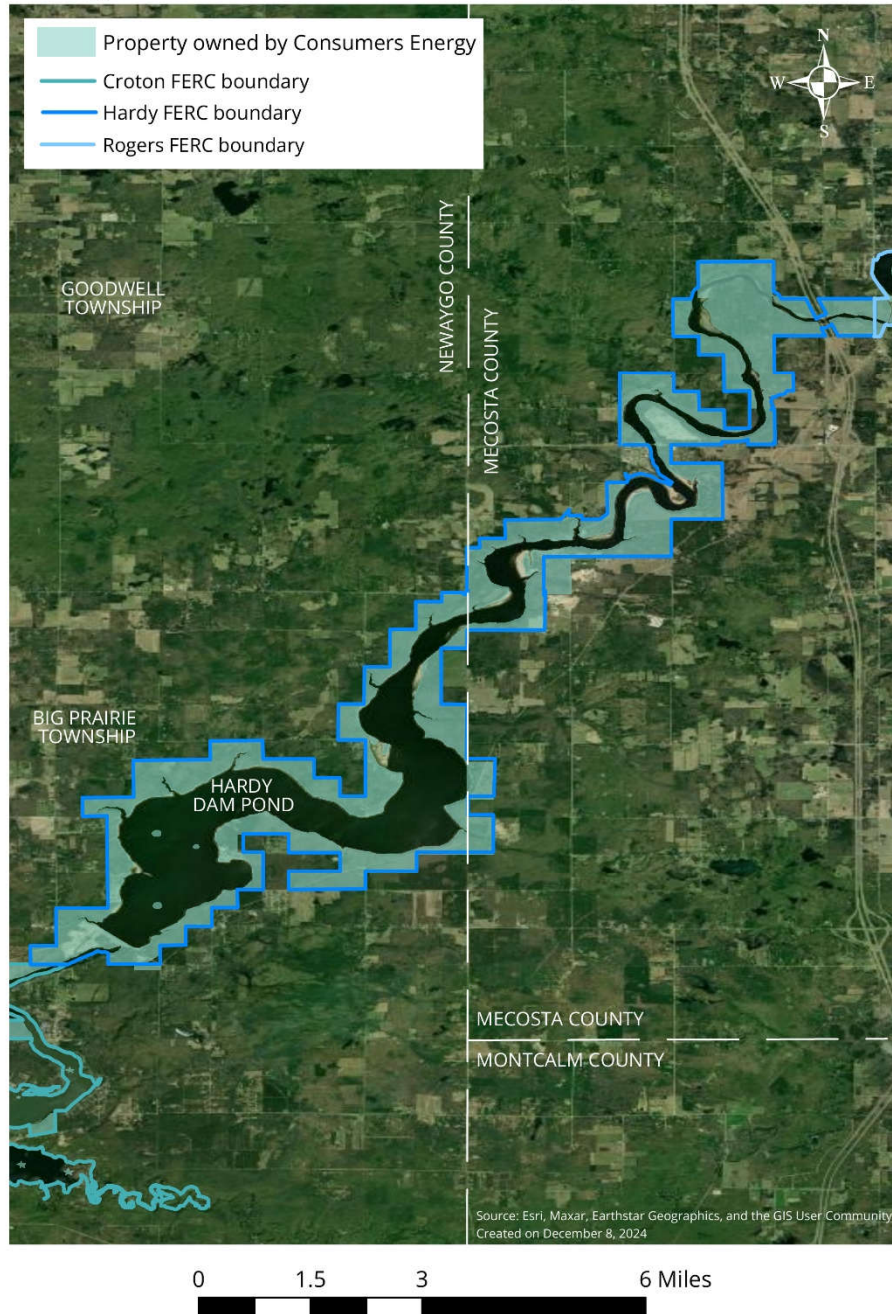 Property owned by Consumers Energy
Croton FERC boundary
Hardy FERC boundary
Rogers FERC boundary
N
W
E
S
NEWAYGO COUNTY
MECOSTA COUNTY
GOODWELL
TOWNSHIP
BIG PRAIRIE
TOWNSHIP
HARDY
DAM POND
MECOSTA COUNTY
MONTCALM COUNTY
Source: Esri, Maxar, Earthstar Geographics, and the GIS User Community
Created on December 8, 2024
0 1.5 3 6 Miles